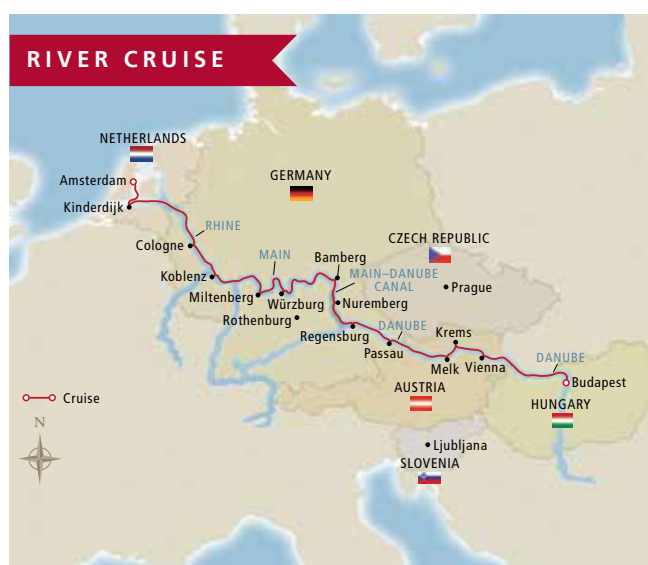 RIVER CRUISE
NETHERLANDS
Amsterdam
Kinderdijk
GERMANY
RHINE
Cologne
MAIN
Bamberg
CZECH REPUBLIC
Koblenz
MAIN–DANUBE
CANAL
Prague
Miltenberg
Würzburg
Nuremberg
Rothenburg
Regensburg
DANUBE
Krems
Passau
Melk
Vienna
DANUBE
Budapest
AUSTRIA
HUNGARY
Cruise
N
Ljubljana
SLOVENIA